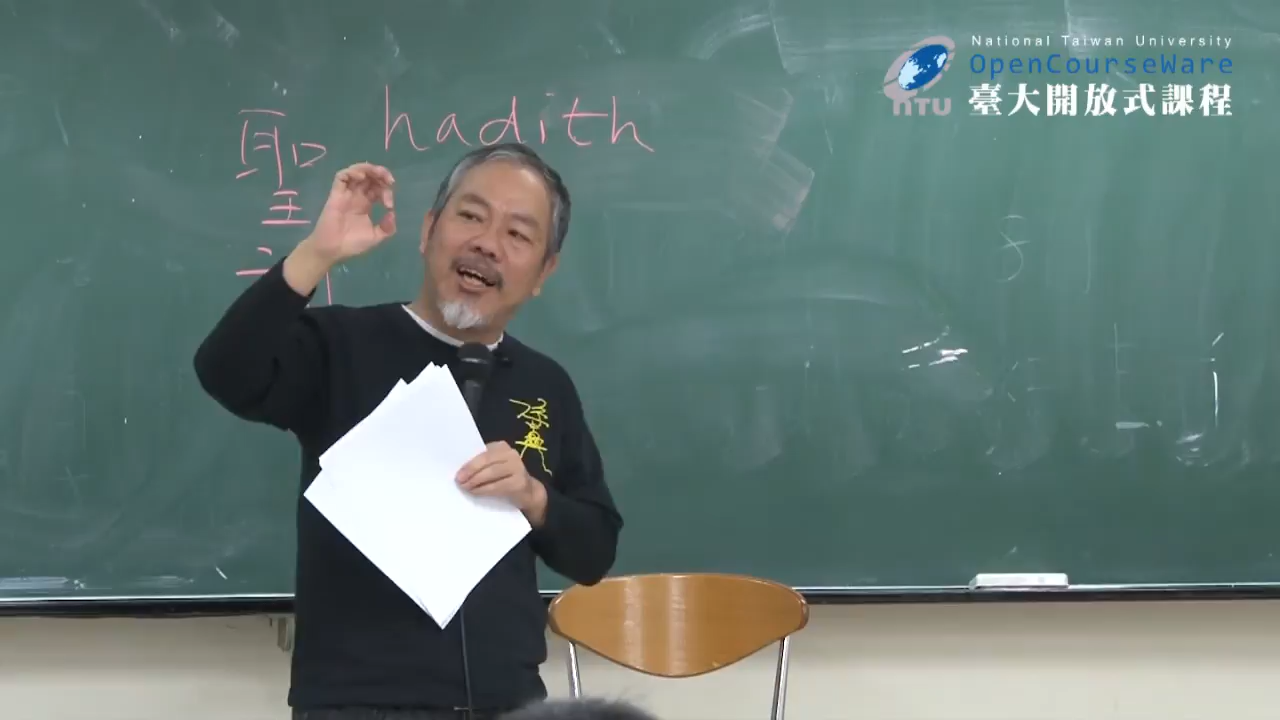 National Taiwan University
OpenCourseWare
NTU 臺大開放式課程
hadith
聖